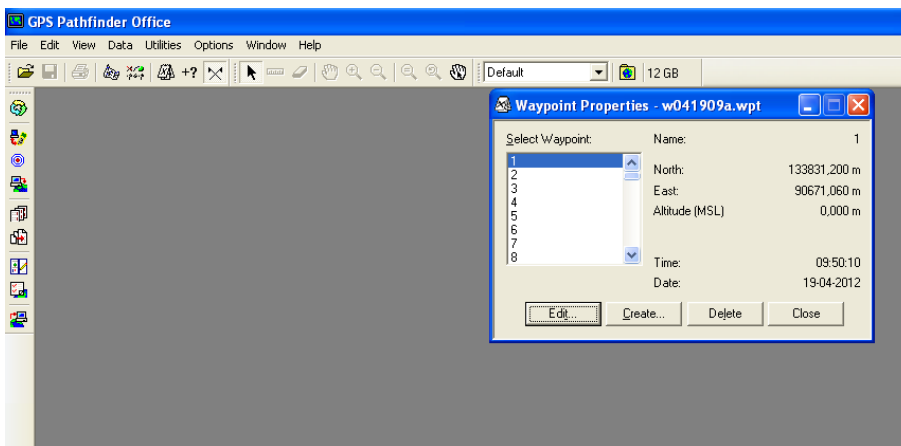 GPS Pathfinder Office
File Edit View Data Utilities Options Window Help
+? Default 12 GB
Waypoint Properties - w041909a.wpt
Select Waypoint: Name: 1
1
2
3
4
5
6
7
8
North: 133831,200 m
East: 90671,060 m
Altitude (MSL) 0,000 m
Time: 09:50:10
Date: 19-04-2012
Edit... Create... Delete Close